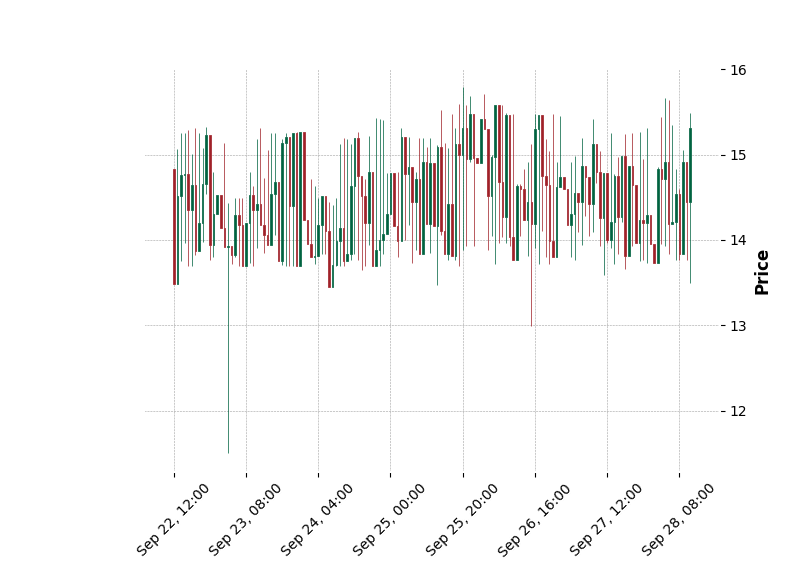 16
15
14
13
12
Price
Sep 22, 12:00
Sep 23, 08:00
Sep 24, 04:00
Sep 25, 00:00
Sep 25, 20:00
Sep 26, 16:00
Sep 27, 12:00
Sep 28, 08:00